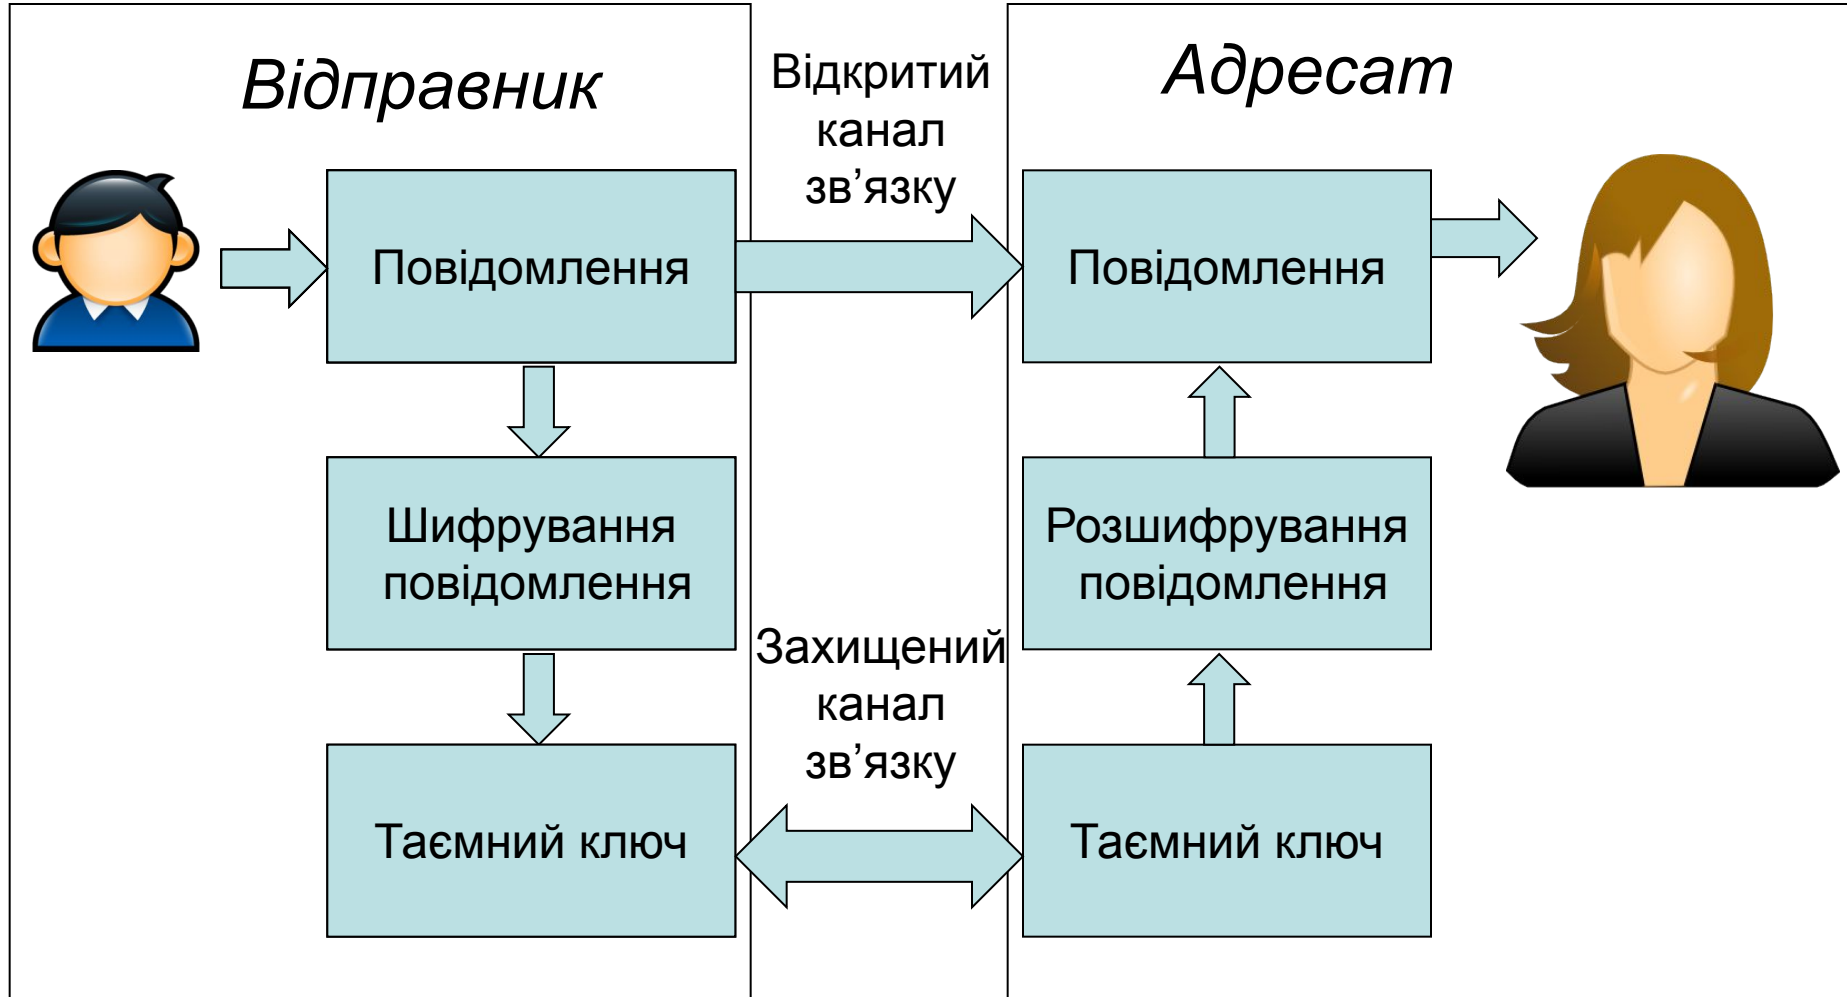 Відправник
Відкритий
канал
зв’язку
Адресат
Повідомлення
Повідомлення
Шифрування
повідомлення
Розшифрування
повідомлення
Захищений
канал
зв’язку
Таємний ключ
Таємний ключ